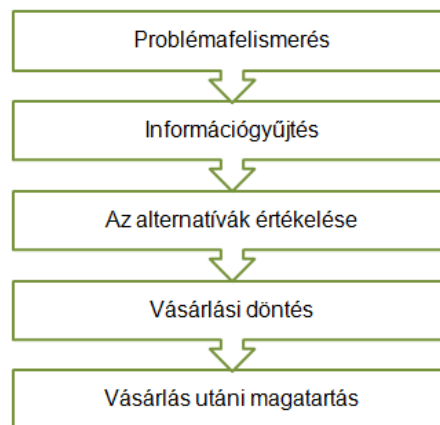 Problémafelismerés
Információgyűjtés
Az alternatívák értékelése
Vásárlási döntés
Vásárlás utáni magatartás